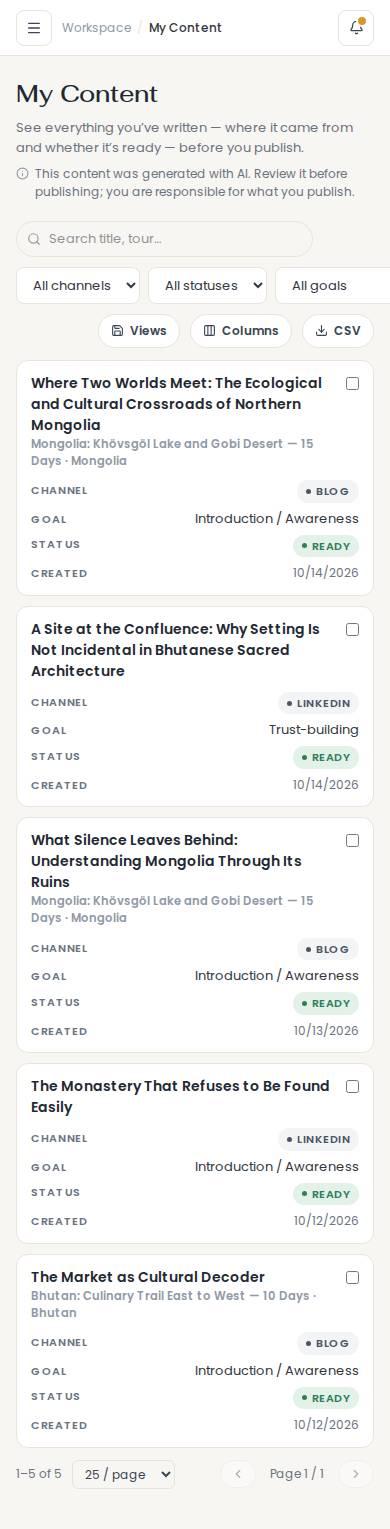 Workspace / My Content
My Content
See everything you've written — where it came from
and whether it's ready — before you publish.
This content was generated with AI. Review it before
publishing; you are responsible for what you publish.
Search title, tour...
All channels All statuses All goals
Views Columns CSV
Where Two Worlds Meet: The Ecological
and Cultural Crossroads of Northern
Mongolia
Mongolia: Khövsgöl Lake and Gobi Desert — 15
Days · Mongolia
CHANNEL BLOG
GOAL Introduction / Awareness
STATUS READY
CREATED 10/14/2026
A Site at the Confluence: Why Setting Is
Not Incidental in Bhutanese Sacred
Architecture
CHANNEL LINKEDIN
GOAL Trust-building
STATUS READY
CREATED 10/14/2026
What Silence Leaves Behind:
Understanding Mongolia Through Its
Ruins
Mongolia: Khövsgöl Lake and Gobi Desert — 15
Days · Mongolia
CHANNEL BLOG
GOAL Introduction / Awareness
STATUS READY
CREATED 10/13/2026
The Monastery That Refuses to Be Found
Easily
CHANNEL LINKEDIN
GOAL Introduction / Awareness
STATUS READY
CREATED 10/12/2026
The Market as Cultural Decoder
Bhutan: Culinary Trail East to West — 10 Days ·
Bhutan
CHANNEL BLOG
GOAL Introduction / Awareness
STATUS READY
CREATED 10/12/2026
1–5 of 5 25 / page Page 1 / 1